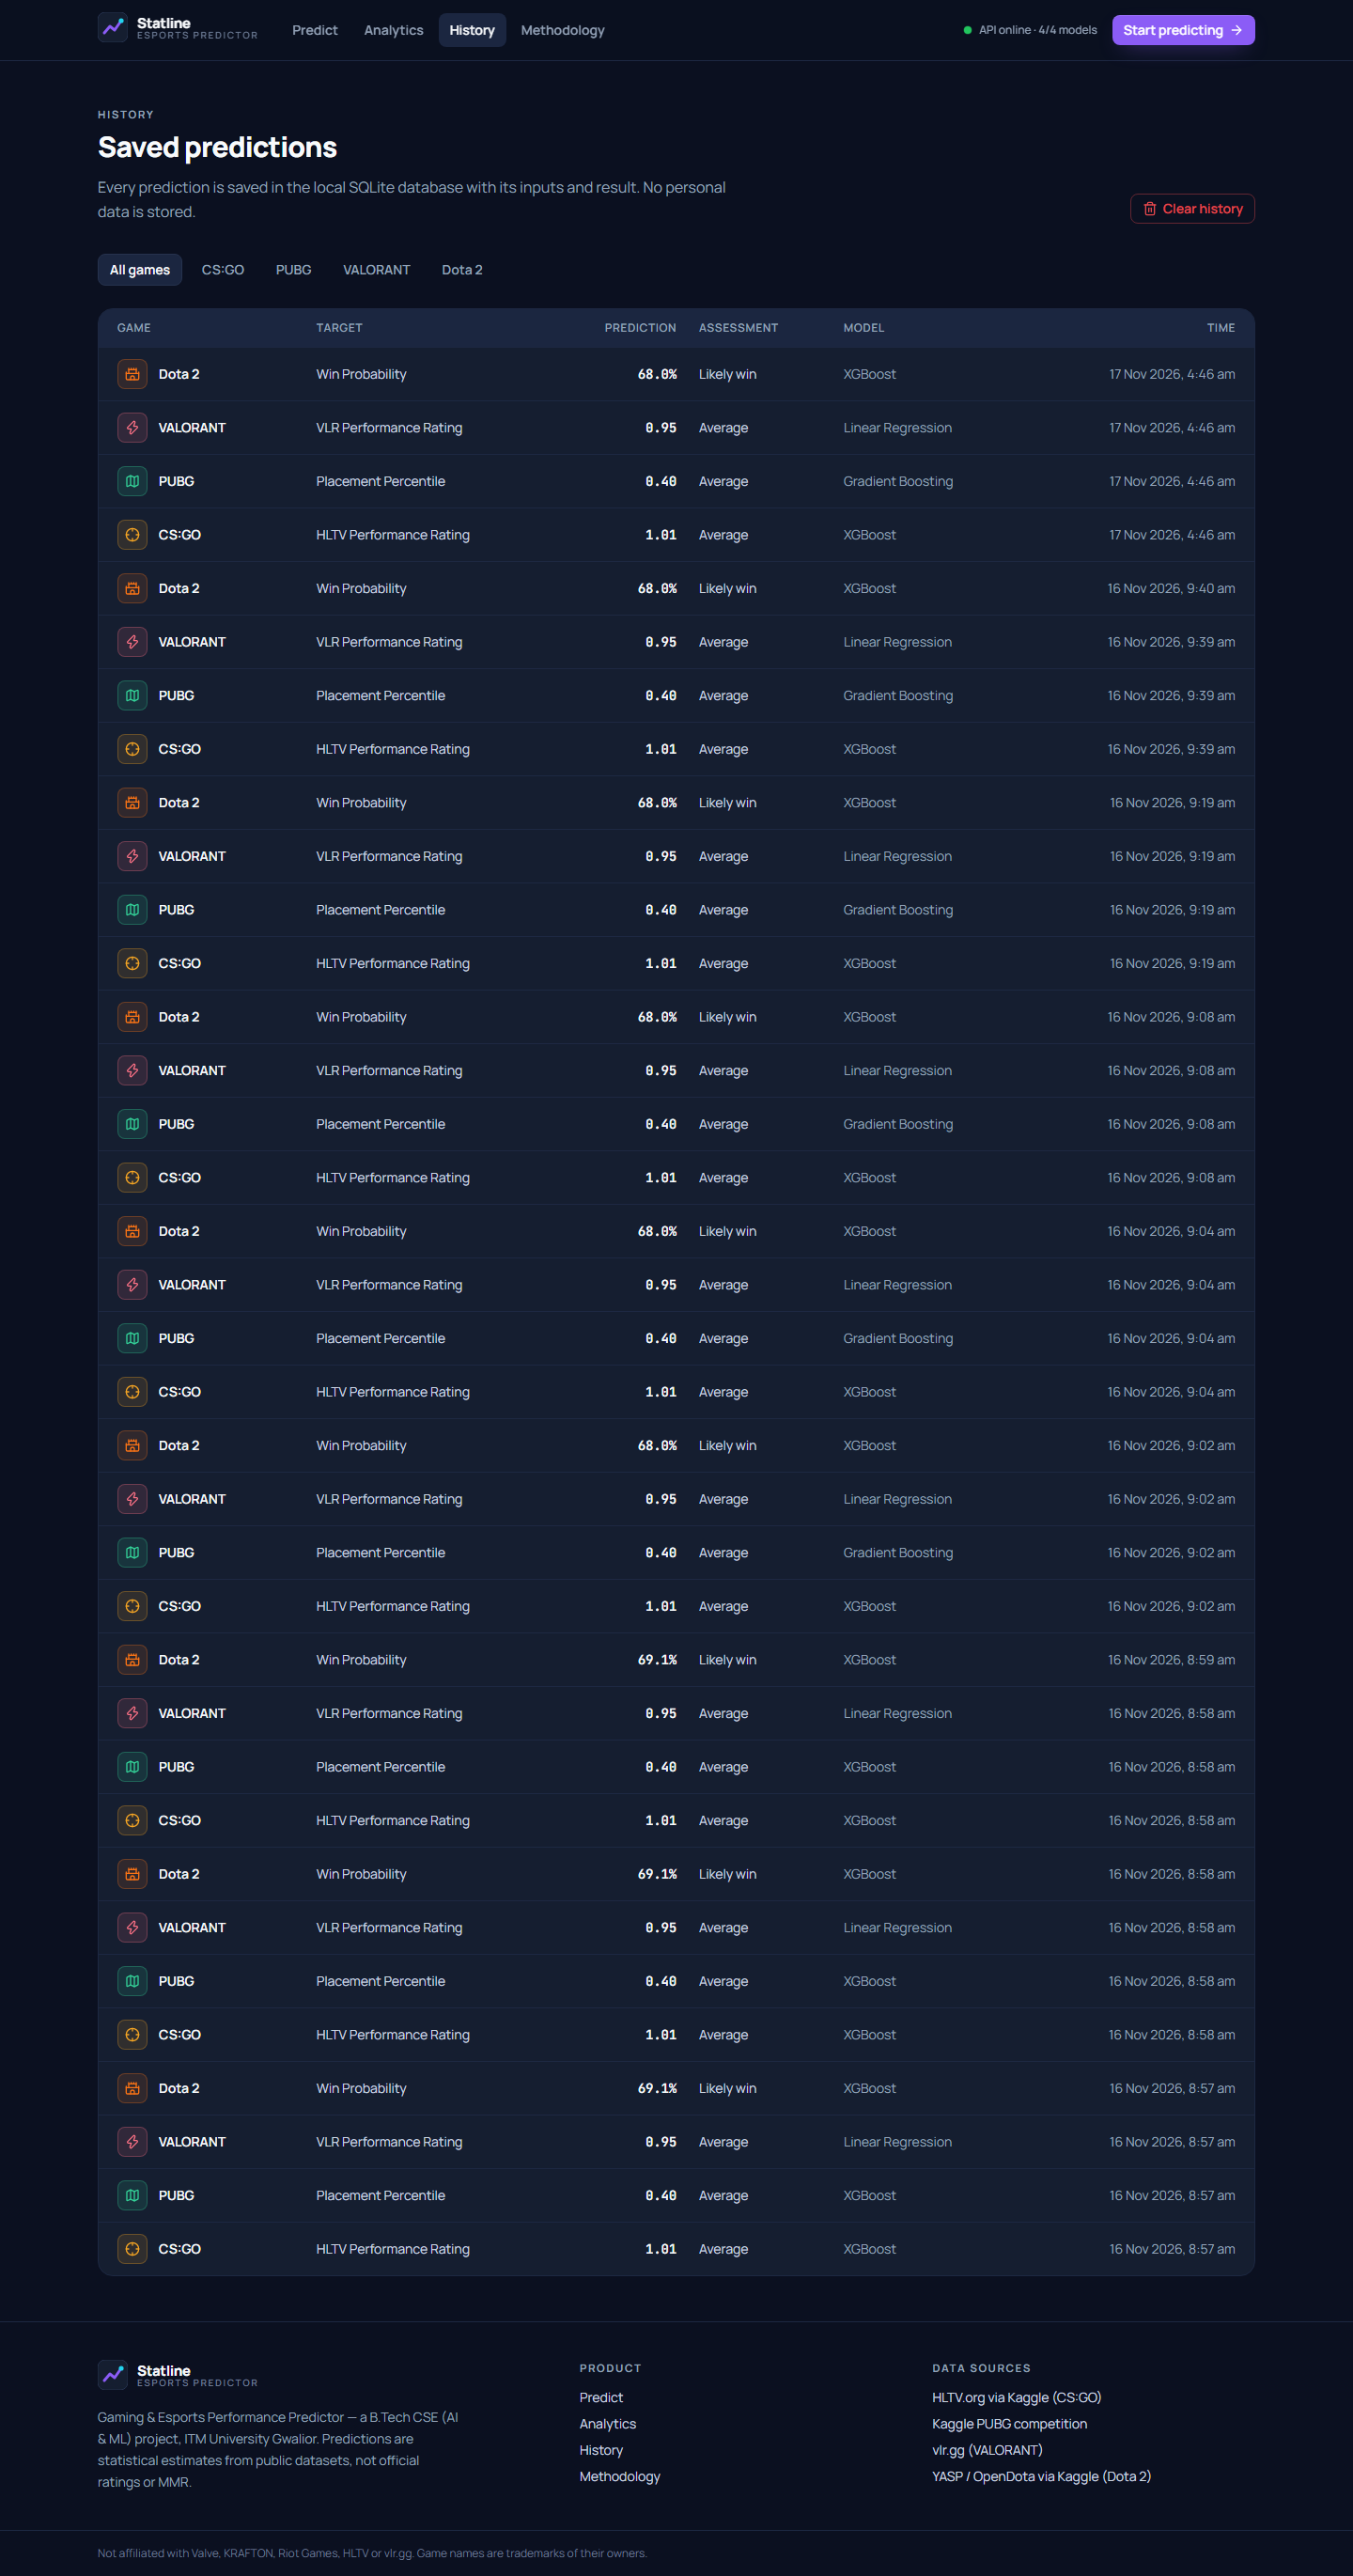 Statline
ESPORTS PREDICTOR
Predict Analytics History Methodology
API online · 4/4 models
Start predicting
HISTORY
Saved predictions
Every prediction is saved in the local SQLite database with its inputs and result. No personal
data is stored.
Clear history
All games CS:GO PUBG VALORANT Dota 2
GAME TARGET PREDICTION ASSESSMENT MODEL TIME
Dota 2 Win Probability 68.0% Likely win XGBoost 17 Nov 2026, 4:46 am
VALORANT VLR Performance Rating 0.95 Average Linear Regression 17 Nov 2026, 4:46 am
PUBG Placement Percentile 0.40 Average Gradient Boosting 17 Nov 2026, 4:46 am
CS:GO HLTV Performance Rating 1.01 Average XGBoost 17 Nov 2026, 4:46 am
Dota 2 Win Probability 68.0% Likely win XGBoost 16 Nov 2026, 9:40 am
VALORANT VLR Performance Rating 0.95 Average Linear Regression 16 Nov 2026, 9:39 am
PUBG Placement Percentile 0.40 Average Gradient Boosting 16 Nov 2026, 9:39 am
CS:GO HLTV Performance Rating 1.01 Average XGBoost 16 Nov 2026, 9:39 am
Dota 2 Win Probability 68.0% Likely win XGBoost 16 Nov 2026, 9:19 am
VALORANT VLR Performance Rating 0.95 Average Linear Regression 16 Nov 2026, 9:19 am
PUBG Placement Percentile 0.40 Average Gradient Boosting 16 Nov 2026, 9:19 am
CS:GO HLTV Performance Rating 1.01 Average XGBoost 16 Nov 2026, 9:19 am
Dota 2 Win Probability 68.0% Likely win XGBoost 16 Nov 2026, 9:08 am
VALORANT VLR Performance Rating 0.95 Average Linear Regression 16 Nov 2026, 9:08 am
PUBG Placement Percentile 0.40 Average Gradient Boosting 16 Nov 2026, 9:08 am
CS:GO HLTV Performance Rating 1.01 Average XGBoost 16 Nov 2026, 9:08 am
Dota 2 Win Probability 68.0% Likely win XGBoost 16 Nov 2026, 9:04 am
VALORANT VLR Performance Rating 0.95 Average Linear Regression 16 Nov 2026, 9:04 am
PUBG Placement Percentile 0.40 Average Gradient Boosting 16 Nov 2026, 9:04 am
CS:GO HLTV Performance Rating 1.01 Average XGBoost 16 Nov 2026, 9:04 am
Dota 2 Win Probability 68.0% Likely win XGBoost 16 Nov 2026, 9:02 am
VALORANT VLR Performance Rating 0.95 Average Linear Regression 16 Nov 2026, 9:02 am
PUBG Placement Percentile 0.40 Average Gradient Boosting 16 Nov 2026, 9:02 am
CS:GO HLTV Performance Rating 1.01 Average XGBoost 16 Nov 2026, 9:02 am
Dota 2 Win Probability 69.1% Likely win XGBoost 16 Nov 2026, 8:59 am
VALORANT VLR Performance Rating 0.95 Average Linear Regression 16 Nov 2026, 8:58 am
PUBG Placement Percentile 0.40 Average XGBoost 16 Nov 2026, 8:58 am
CS:GO HLTV Performance Rating 1.01 Average XGBoost 16 Nov 2026, 8:58 am
Dota 2 Win Probability 69.1% Likely win XGBoost 16 Nov 2026, 8:58 am
VALORANT VLR Performance Rating 0.95 Average Linear Regression 16 Nov 2026, 8:58 am
PUBG Placement Percentile 0.40 Average XGBoost 16 Nov 2026, 8:58 am
CS:GO HLTV Performance Rating 1.01 Average XGBoost 16 Nov 2026, 8:58 am
Dota 2 Win Probability 69.1% Likely win XGBoost 16 Nov 2026, 8:57 am
VALORANT VLR Performance Rating 0.95 Average Linear Regression 16 Nov 2026, 8:57 am
PUBG Placement Percentile 0.40 Average XGBoost 16 Nov 2026, 8:57 am
CS:GO HLTV Performance Rating 1.01 Average XGBoost 16 Nov 2026, 8:57 am
Statline
ESPORTS PREDICTOR
Gaming & Esports Performance Predictor — a B.Tech CSE (AI
& ML) project, ITM University Gwalior. Predictions are
statistical estimates from public datasets, not official
ratings or MMR.
PRODUCT
Predict
Analytics
History
Methodology
DATA SOURCES
HLTV.org via Kaggle (CS:GO)
Kaggle PUBG competition
vlr.gg (VALORANT)
YASP / OpenDota via Kaggle (Dota 2)
Not affiliated with Valve, KRAFTON, Riot Games, HLTV or vlr.gg. Game names are trademarks of their owners.